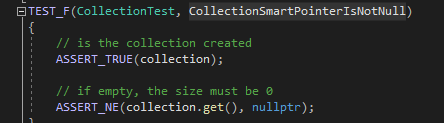 TEST_F(CollectionTest, CollectionSmartPointerIsNotNull)
{
// is the collection created
ASSERT_TRUE(collection);
// if empty, the size must be 0
ASSERT_NE(collection.get(), nullptr);
}